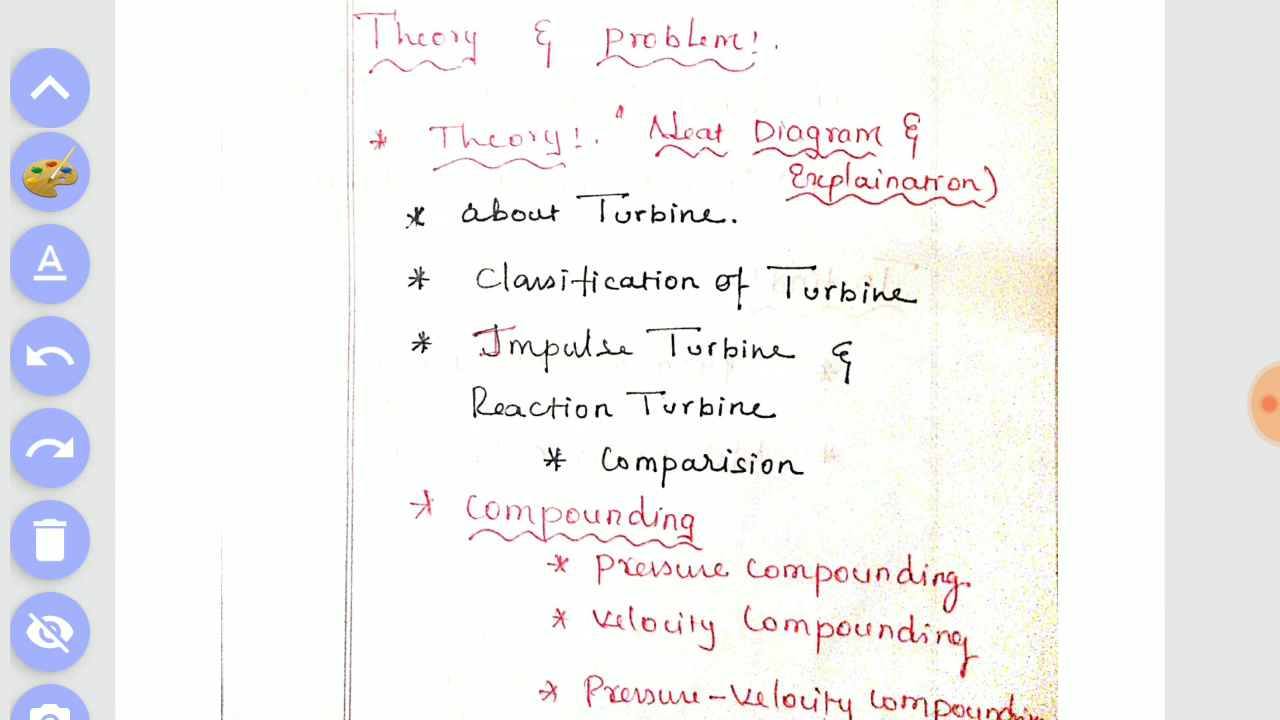 Theory & Problem:.
* Theory:. "Neat Diagram &
Explaination)
* about Turbine.
* Classification of Turbine
* Impulse Turbine &
Reaction Turbine
* Comparision
* Compounding
* Pressure compounding.
* Velocity Compounding
* Pressure-Velocity compounding